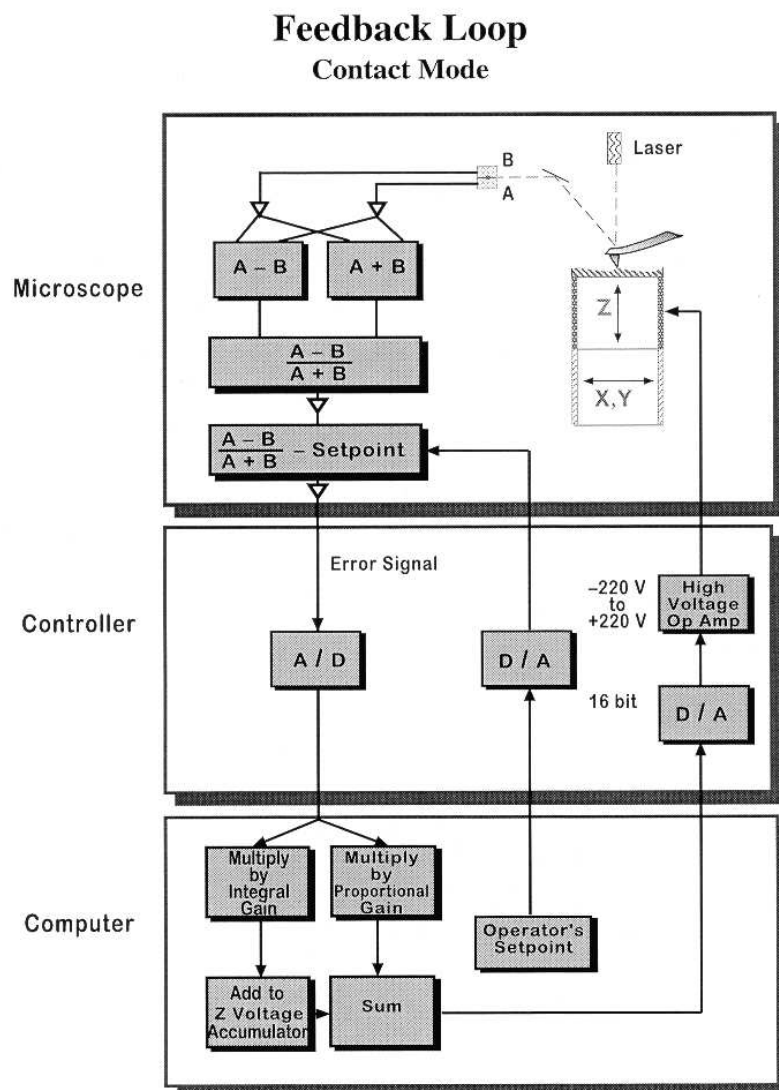 Feedback Loop
Contact Mode
Microscope
B
A
Laser
A – B
A + B
Z
X,Y
A – B
A + B
A – B
A + B
– Setpoint
Controller
Error Signal
–220 V
to
+220 V
High
Voltage
Op Amp
A / D
D / A
16 bit
D / A
Computer
Multiply
by
Integral
Gain
Multiply
by
Proportional
Gain
Operator's
Setpoint
Add to
Z Voltage
Accumulator
Sum